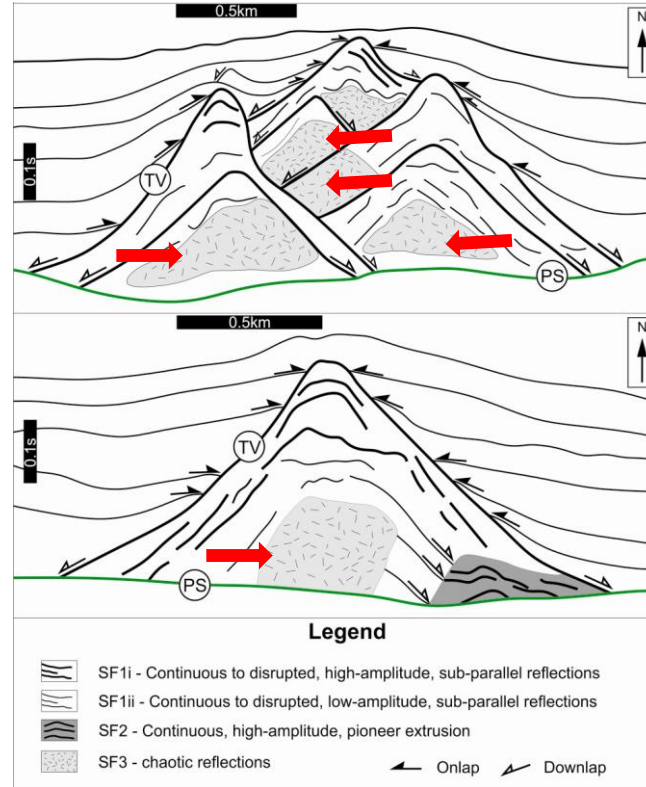 0.5km
N
0.1s
TV
PS
0.5km
N
0.1s
TV
PS
Legend
SF1i - Continuous to disrupted, high-amplitude, sub-parallel reflections
SF1ii - Continuous to disrupted, low-amplitude, sub-parallel reflections
SF2 - Continuous, high-amplitude, pioneer extrusion
SF3 - chaotic reflections
Onlap
Downlap